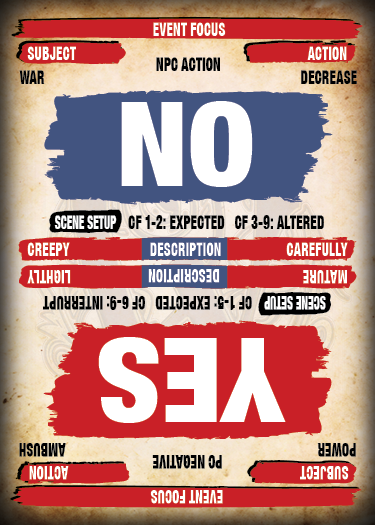 EVENT FOCUS
SUBJECT ACTION
NPC ACTION
WAR DECREASE
NO
SCENE SETUP CF 1-2: EXPECTED CF 3-9: ALTERED
CREEPY DESCRIPTION CAREFULLY
MATURE DESCRIPTION LIGHTLY
SCENE SETUP CF 1-5: EXPECTED CF 6-9: INTERRUPT
YES
POWER AMBUSH
PC NEGATIVE
SUBJECT ACTION
EVENT FOCUS